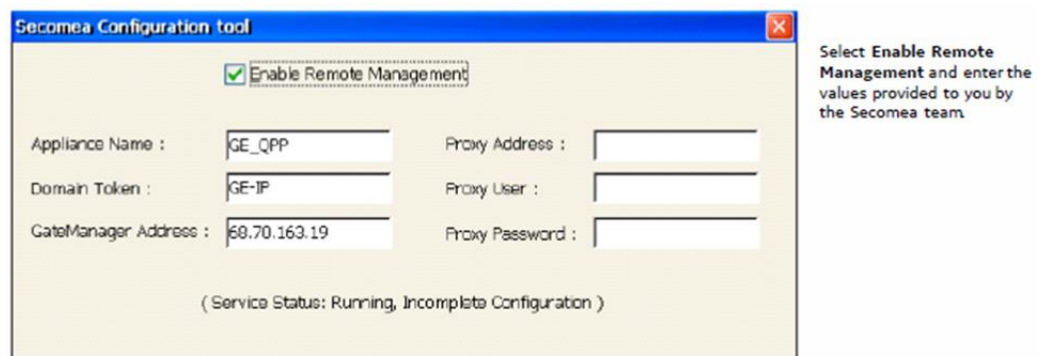 Secomea Configuration tool
Enable Remote Management
Appliance Name :
GE_QPP
Proxy Address :
Domain Token :
GE-IP
Proxy User :
GateManager Address :
68.70.163.19
Proxy Password :
( Service Status: Running, Incomplete Configuration )
Select Enable Remote
Management and enter the
values provided to you by
the Secomea team.